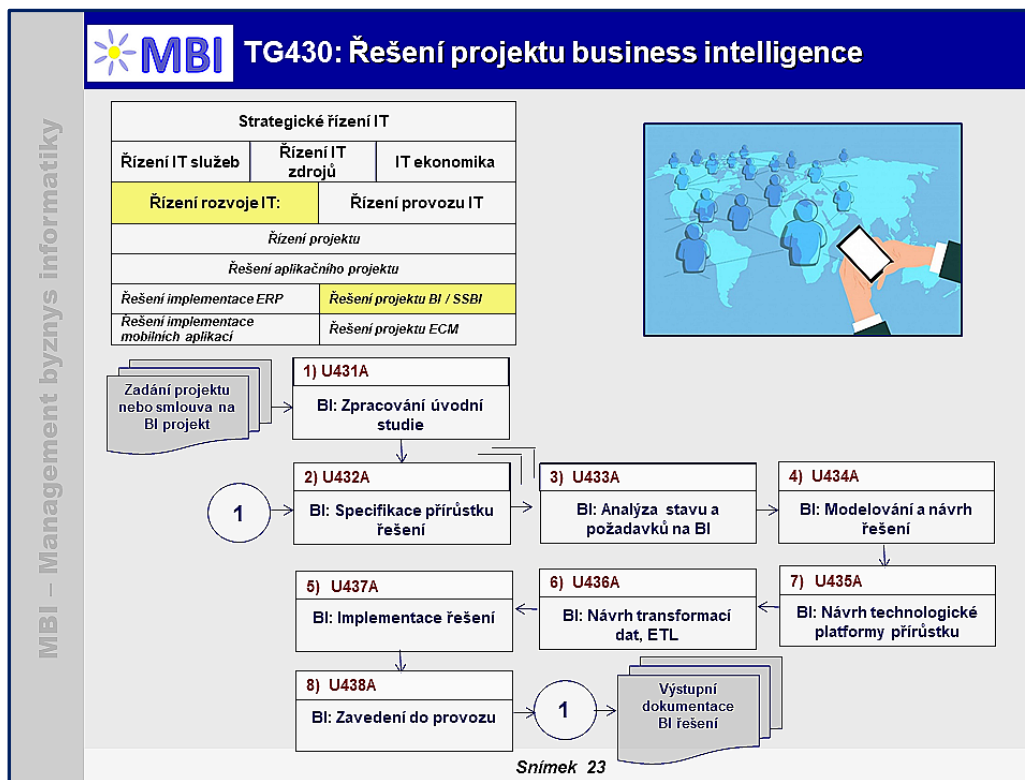 MBI – Management byznys informatiky
MBI
TG430: Řešení projektu business intelligence
Strategické řízení IT
Řízení IT služeb
Řízení IT
zdrojů
IT ekonomika
Řízení rozvoje IT:
Řízení provozu IT
Řízení projektu
Řešení aplikačního projektu
Řešení implementace ERP
Řešení projektu BI / SSBI
Řešení implementace
mobilních aplikací
Řešení projektu ECM
Zadání projektu
nebo smlouva na
BI projekt
1) U431A
BI: Zpracování úvodní
studie
1
2) U432A
BI: Specifikace přírůstku
řešení
3) U433A
BI: Analýza stavu a
požadavků na BI
4) U434A
BI: Modelování a návrh
řešení
5) U437A
BI: Implementace řešení
6) U436A
BI: Návrh transformací
dat, ETL
7) U435A
BI: Návrh technologické
platformy přírůstku
8) U438A
BI: Zavedení do provozu
1
Výstupní
dokumentace
BI řešení
Snímek 23